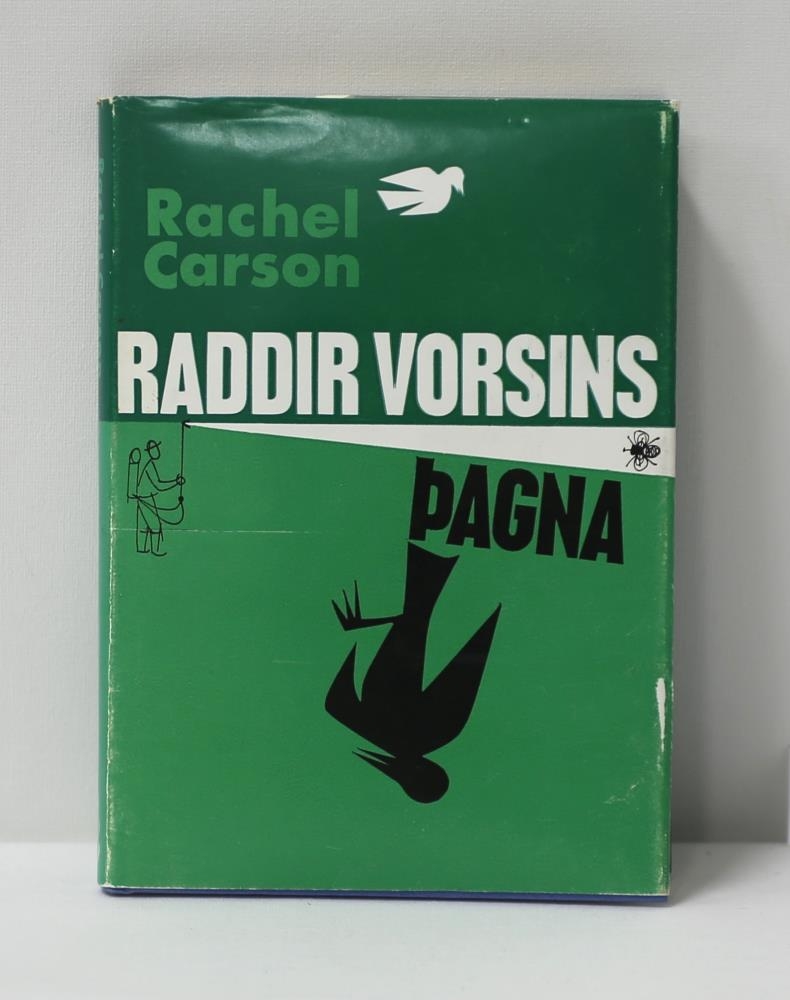 Rachel
Carson
RADDIR VORSINS
ÞAGNA